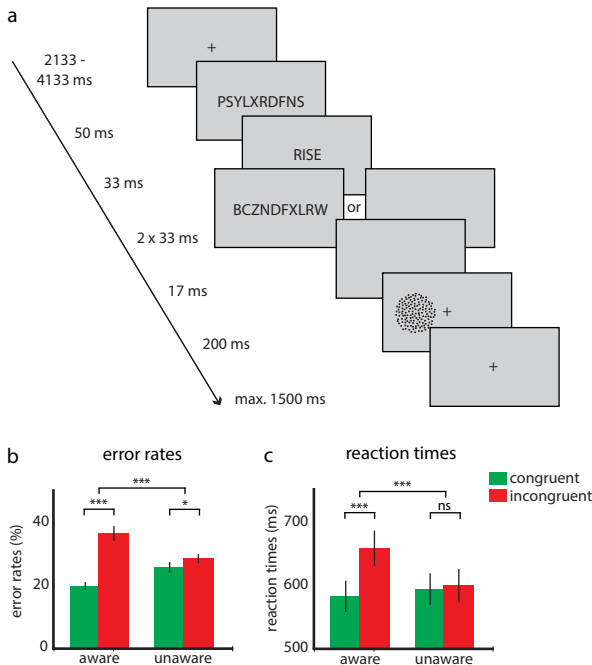 a
+
2133 -
4133 ms
PSYLXRDFNS
50 ms
RISE
33 ms
BCZNDFXLRW or
2 x 33 ms
17 ms
+
200 ms
+
max. 1500 ms
b error rates
***
*** *
40
20
0
error rates (%)
aware unaware
c reaction times
congruent
incongruent
***
*** ns
700
600
500
reaction times (ms)
aware unaware